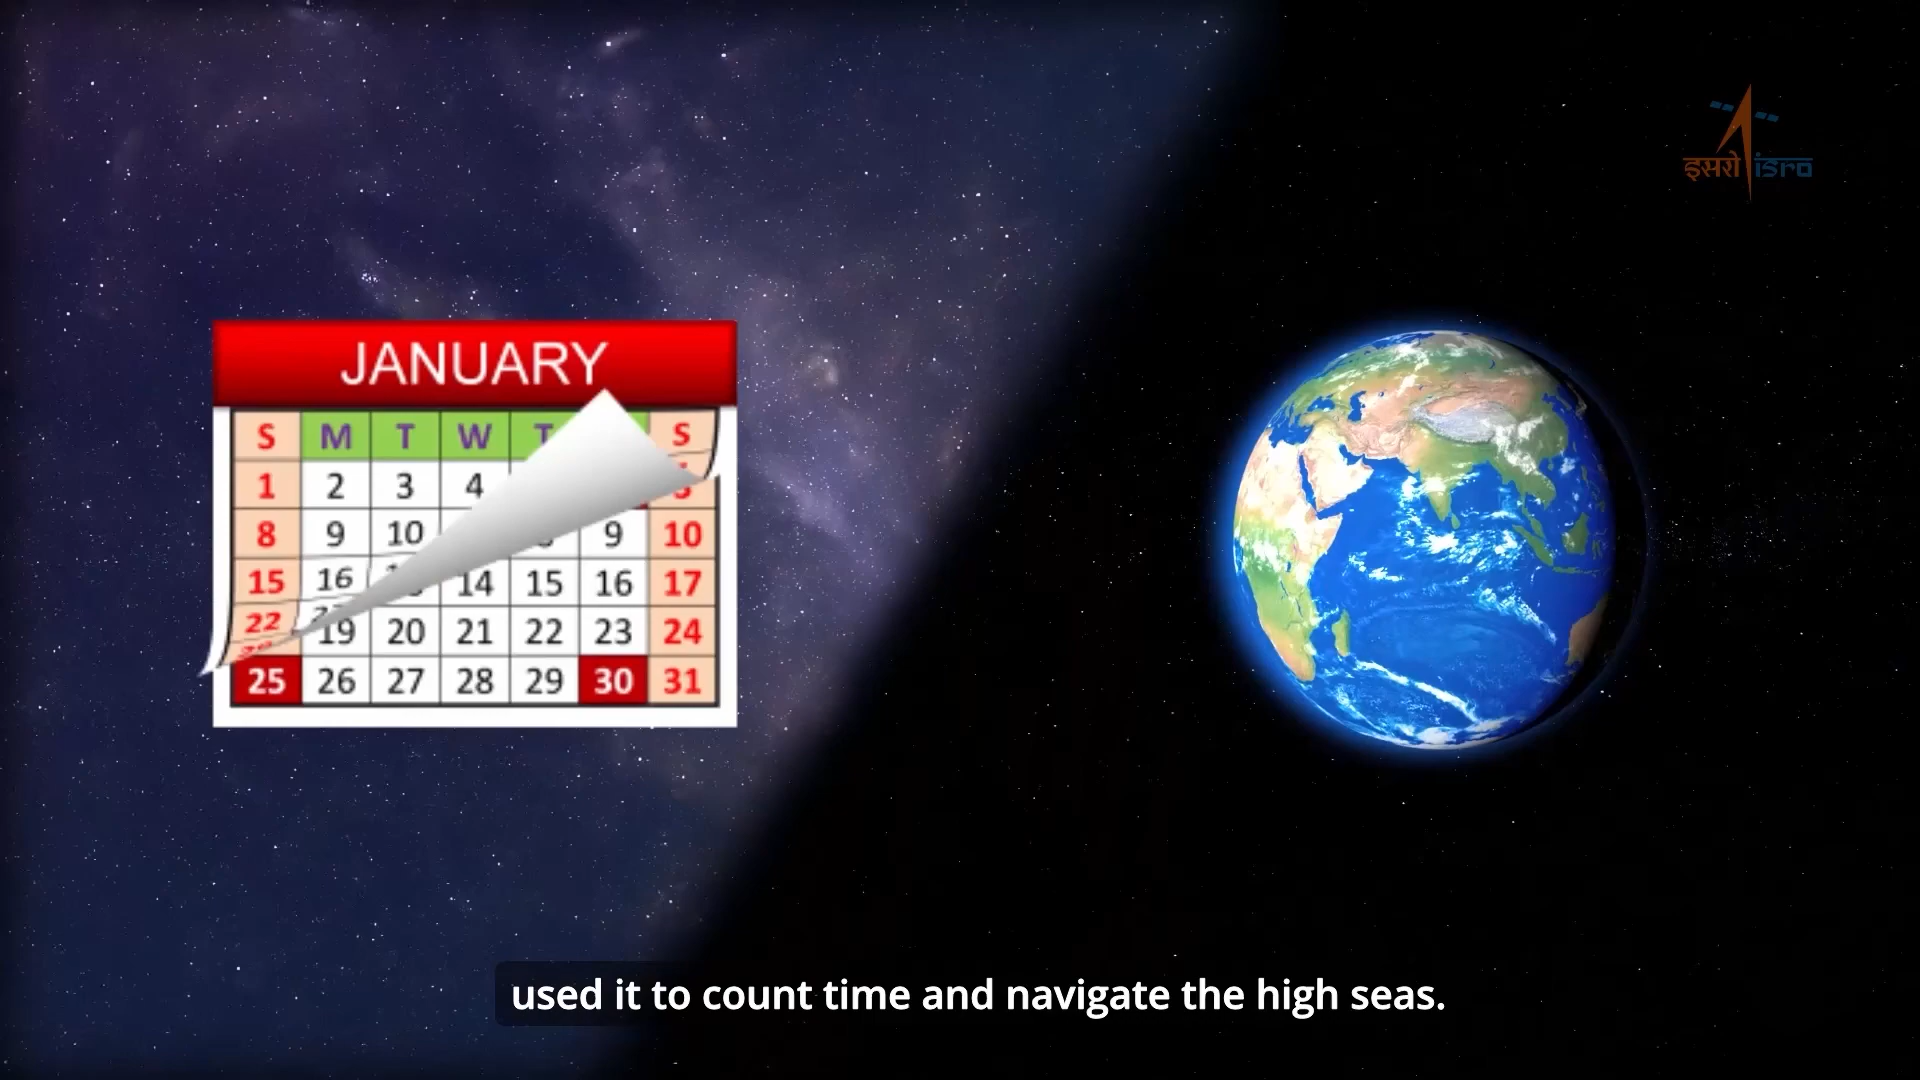 इसरो isro
JANUARY
S M T W T S
1 2 3 4
8 9 10 9 10
15 16 14 15 16 17
22 19 20 21 22 23 24
25 26 27 28 29 30 31
used it to count time and navigate the high seas.